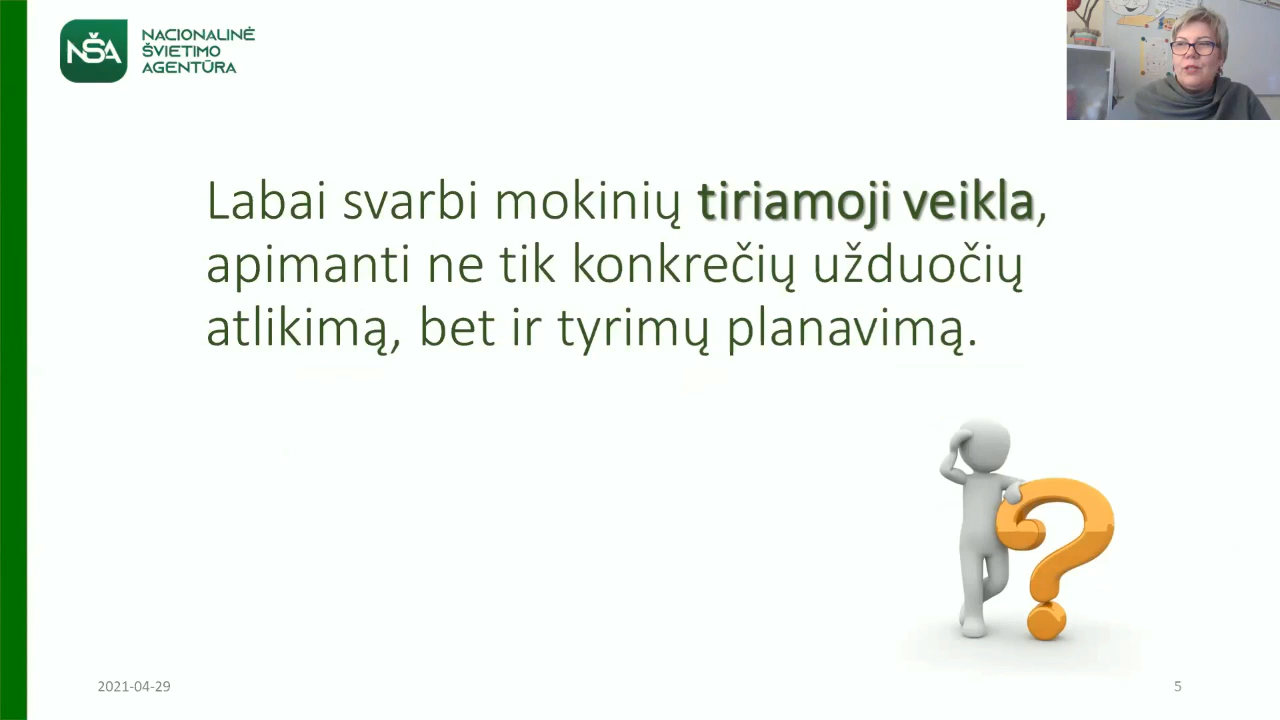 NŠA
NACIONALINĖ
ŠVIETIMO
AGENTŪRA
Labai svarbi mokinių tiriamoji veikla,
apimanti ne tik konkrečių užduočių
atlikimą, bet ir tyrimų planavimą.
2021-04-29
5